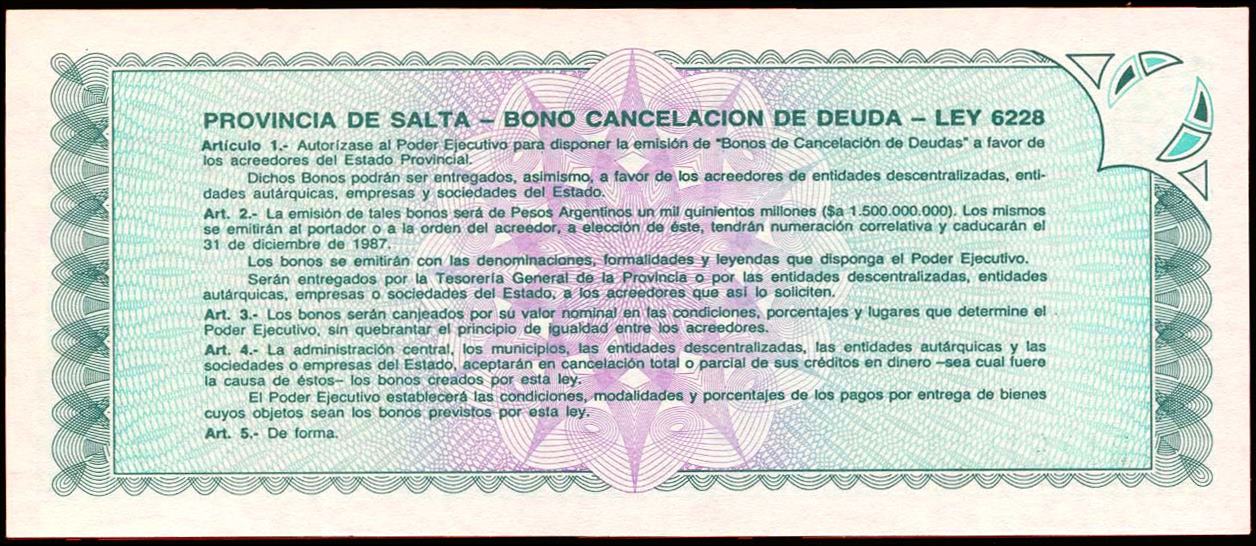 PROVINCIA DE SALTA – BONO CANCELACION DE DEUDA – LEY 6228
Artículo 1.- Autorízase al Poder Ejecutivo para disponer la emisión de "Bonos de Cancelación de Deudas" a favor de
los acreedores del Estado Provincial.
Dichos Bonos podrán ser entregados, asimismo, a favor de los acreedores de entidades descentralizadas, enti-
dades autárquicas, empresas y sociedades del Estado.
Art. 2.- La emisión de tales bonos será de Pesos Argentinos un mil quinientos millones ($a 1.500.000.000). Los mismos
se emitirán al portador o a la orden del acreedor, a elección de éste, tendrán numeración correlativa y caducarán el
31 de diciembre de 1987.
Los bonos se emitirán con las denominaciones, formalidades y leyendas que disponga el Poder Ejecutivo.
Serán entregados por la Tesorería General de la Provincia o por las entidades descentralizadas, entidades
autárquicas, empresas o sociedades del Estado, a los acreedores que así lo soliciten.
Art. 3.- Los bonos serán canjeados por su valor nominal en las condiciones, porcentajes y lugares que determine el
Poder Ejecutivo, sin quebrantar el principio de igualdad entre los acreedores.
Art. 4.- La administración central, los municipios, las entidades descentralizadas, las entidades autárquicas y las
sociedades o empresas del Estado, aceptarán en cancelación total o parcial de sus créditos en dinero –sea cual fuere
la causa de éstos– los bonos creados por esta ley.
El Poder Ejecutivo establecerá las condiciones, modalidades y porcentajes de los pagos por entrega de bienes
cuyos objetos sean los bonos previstos por esta ley.
Art. 5.- De forma.